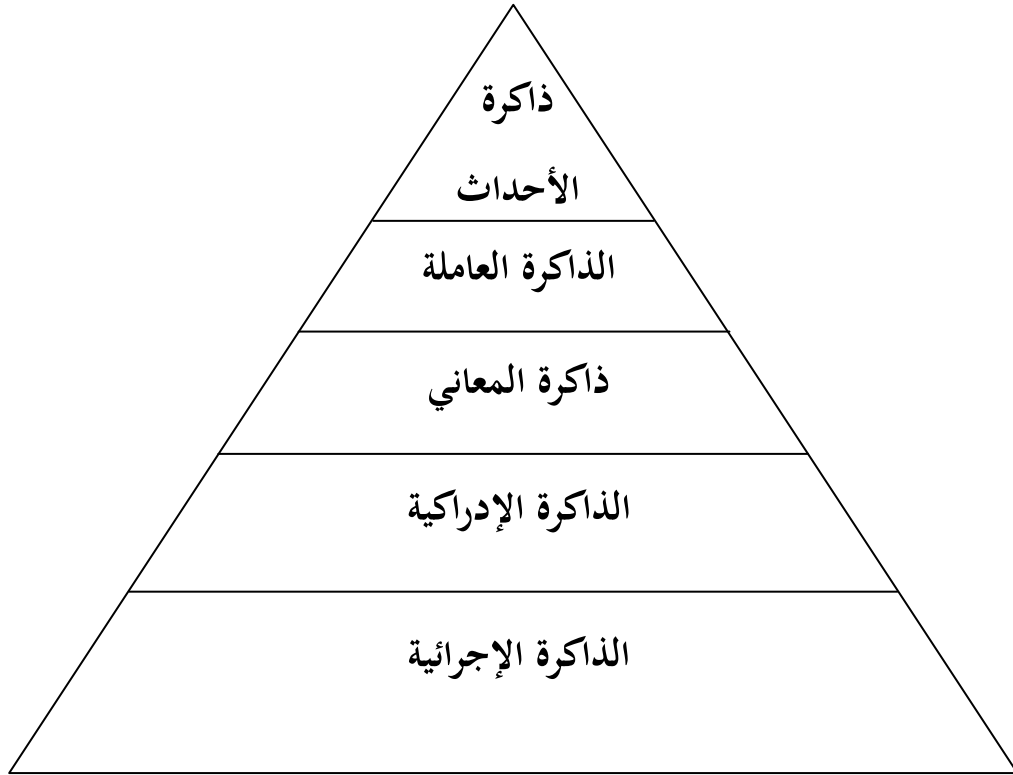 ذاكرة
الأحداث
الذاكرة العاملة
ذاكرة المعاني
الذاكرة الإدراكية
الذاكرة الإجرائية